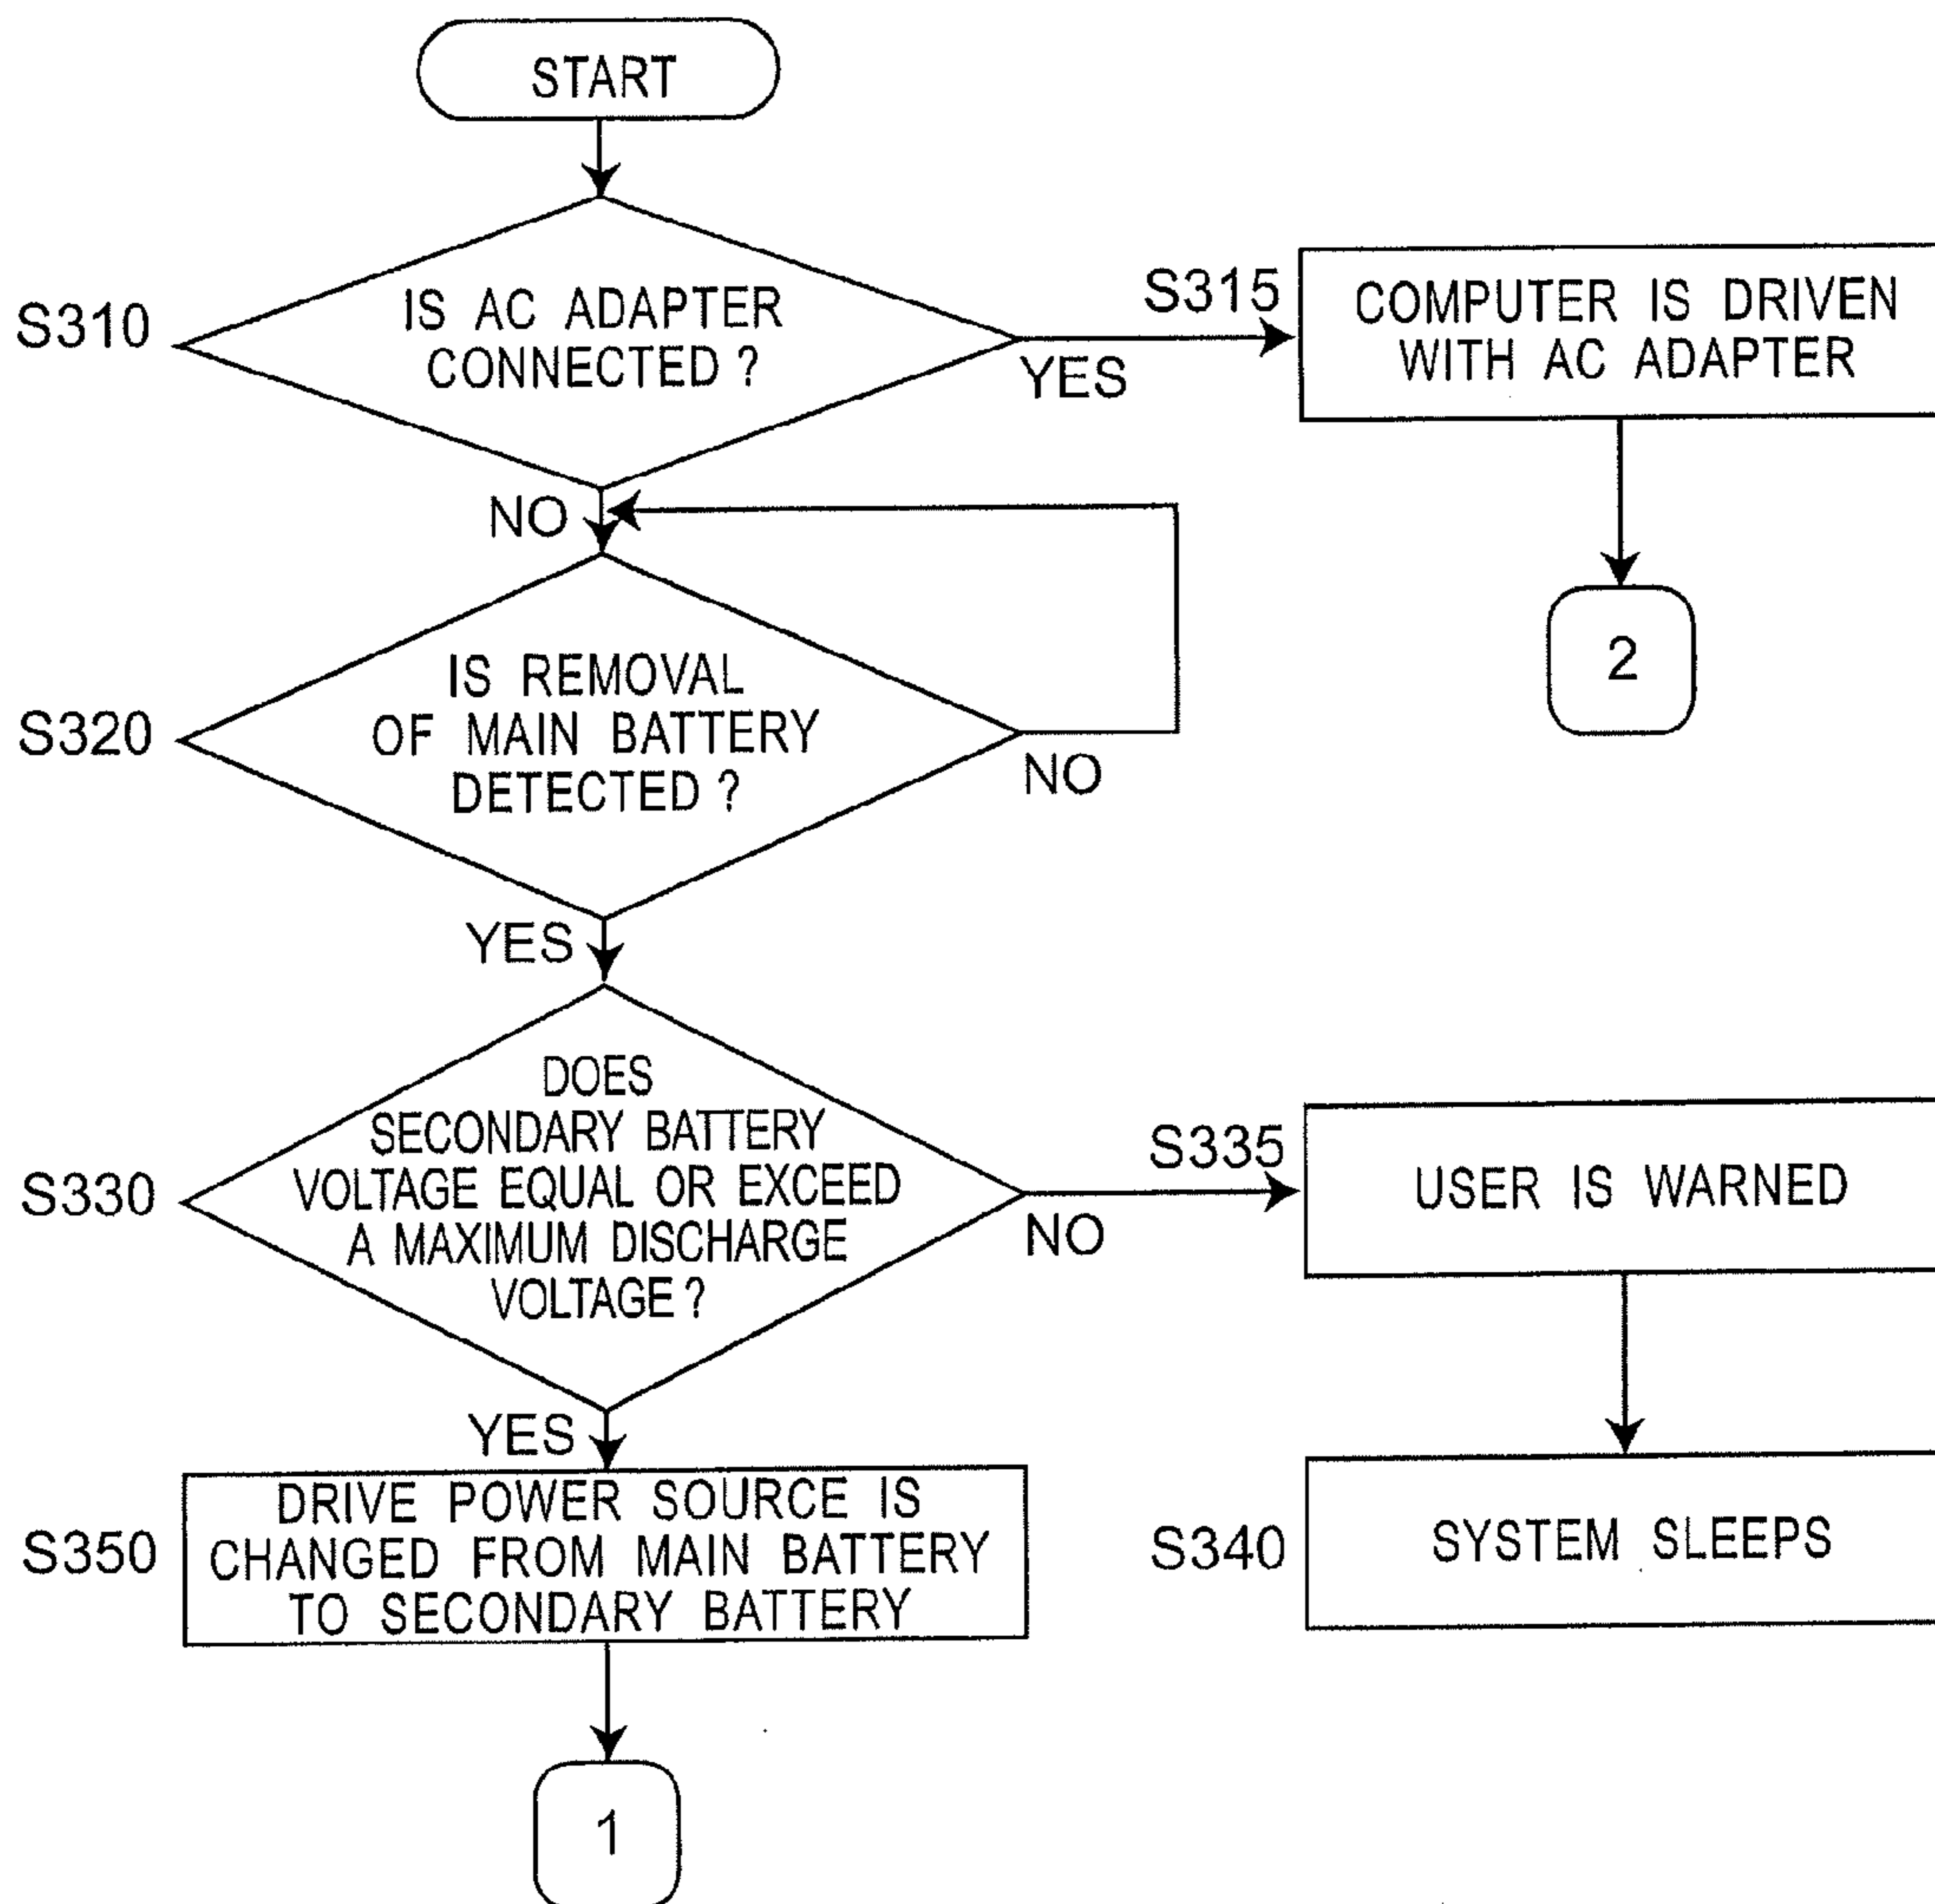 START
S310
IS AC ADAPTER
CONNECTED ?
YES
S315
COMPUTER IS DRIVEN
WITH AC ADAPTER
NO
2
S320
IS REMOVAL
OF MAIN BATTERY
DETECTED ?
NO
YES
S330
DOES
SECONDARY BATTERY
VOLTAGE EQUAL OR EXCEED
A MAXIMUM DISCHARGE
VOLTAGE ?
NO
S335
USER IS WARNED
YES
S350
DRIVE POWER SOURCE IS
CHANGED FROM MAIN BATTERY
TO SECONDARY BATTERY
S340
SYSTEM SLEEPS
1